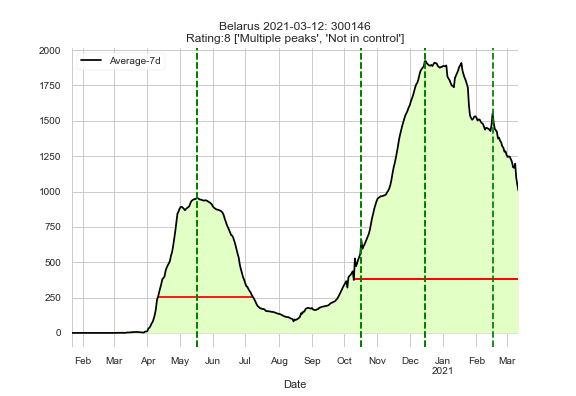 Belarus 2021-03-12: 300146
Rating:8 ['Multiple peaks', 'Not in control']
Average-7d
2000
1750
1500
1250
1000
750
500
250
0
Feb Mar Apr May Jun Jul Aug Sep Oct Nov Dec Jan Feb Mar
2021
Date